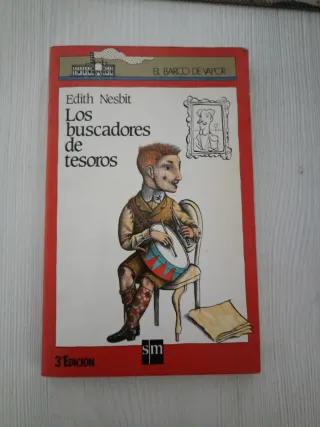 EL BARCO DE VAPOR
Edith Nesbit
Los
buscadores
de
tesoros
3ª EDICIÓN
sm